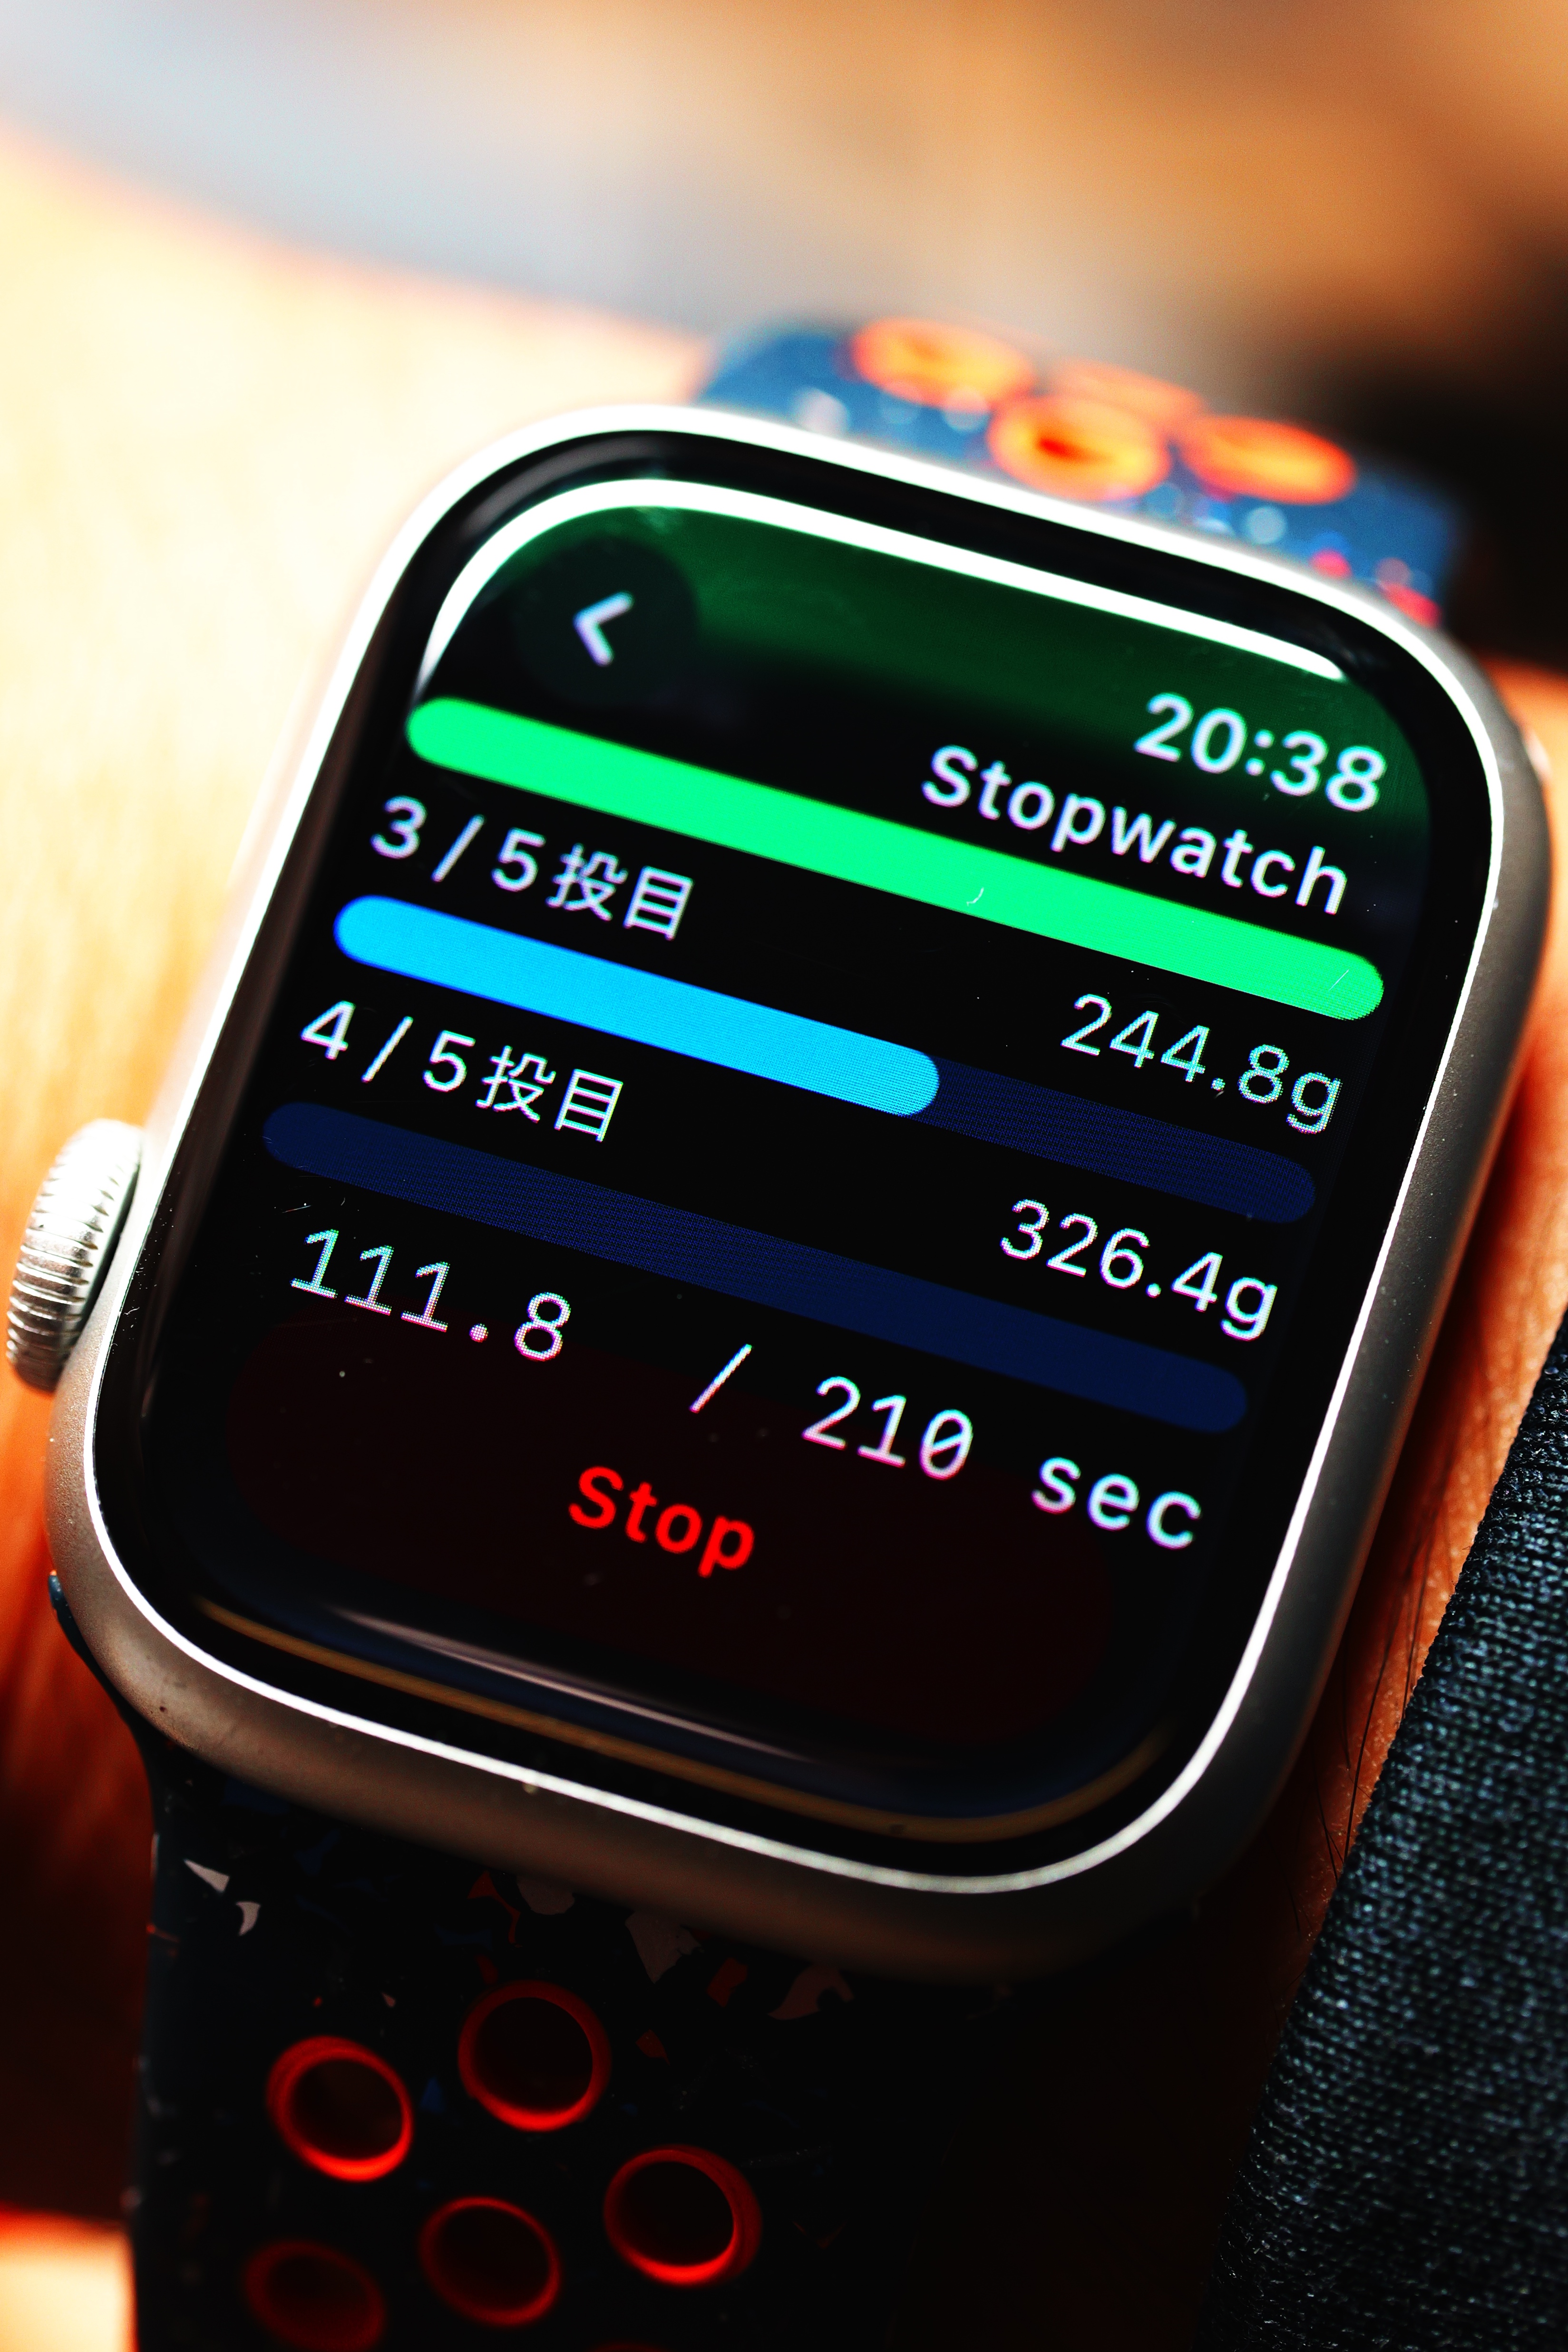 20:38
Stopwatch
3/5投目
244.8g
4/5投目
326.4g
111.8 / 210 sec
Stop